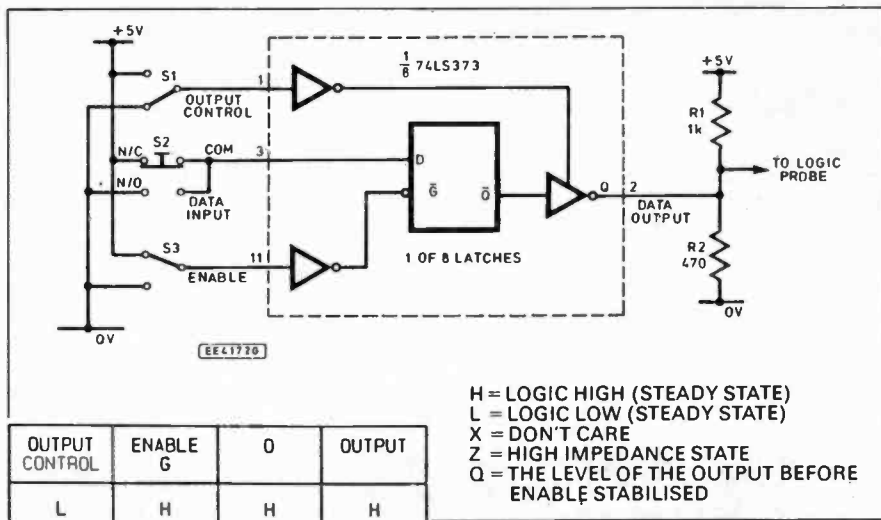 +5V
S1
1
1/8 74LS373
OUTPUT
CONTROL
+5V
R1
1k
N/C
S2
COM
3
D
TO LOGIC
PROBE
N/O
DATA
INPUT
G̅
Q̅
Q
2
DATA
OUTPUT
S3
11
ENABLE
1 OF 8 LATCHES
R2
470
0V
0V
EE4172G
H = LOGIC HIGH (STEADY STATE)
L = LOGIC LOW (STEADY STATE)
X = DON'T CARE
Z = HIGH IMPEDANCE STATE
Q = THE LEVEL OF THE OUTPUT BEFORE
ENABLE STABILISED
OUTPUT CONTROL | ENABLE G | D | OUTPUT
L | H | H | H